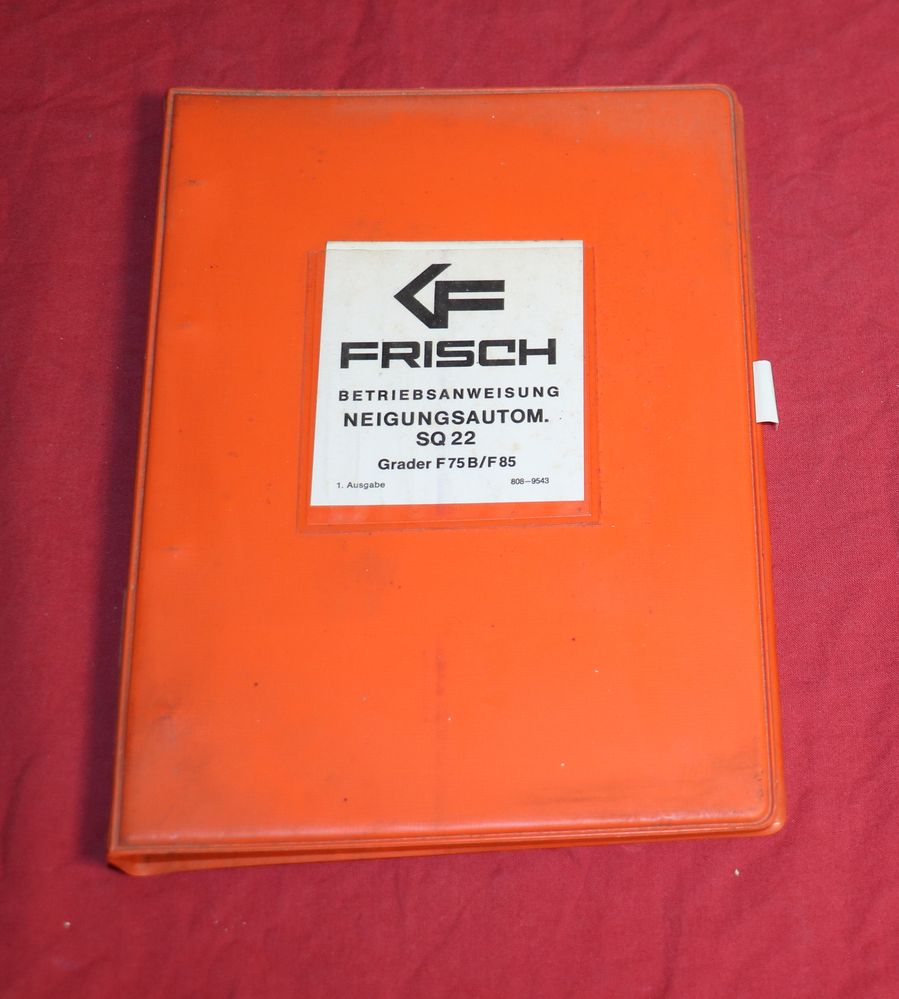 FRISCH
BETRIEBSANWEISUNG
NEIGUNGSAUTOM.
SQ 22
Grader F75B/F85
1. Ausgabe 808–9543